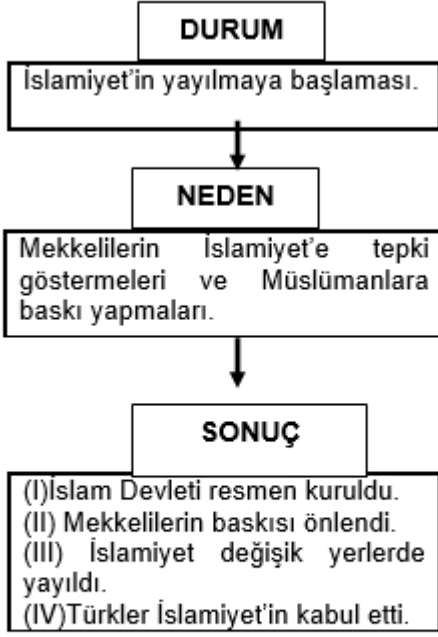 DURUM
İslamiyet'in yayılmaya başlaması.
NEDEN
Mekkelilerin İslamiyet'e tepki
göstermeleri ve Müslümanlara
baskı yapmaları.
SONUÇ
(I)İslam Devleti resmen kuruldu.
(II) Mekkelilerin baskısı önlendi.
(III) İslamiyet değişik yerlerde
yayıldı.
(IV)Türkler İslamiyet'in kabul etti.